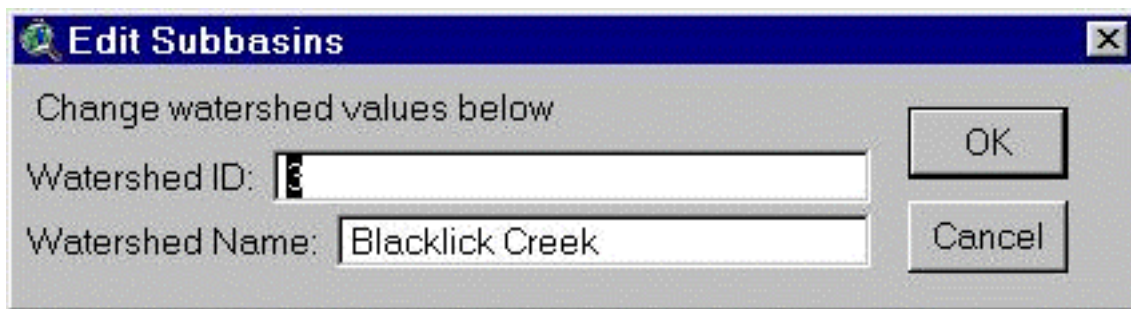 Edit Subbasins
Change watershed values below
OK
Watershed ID: 3
Watershed Name: Blacklick Creek
Cancel